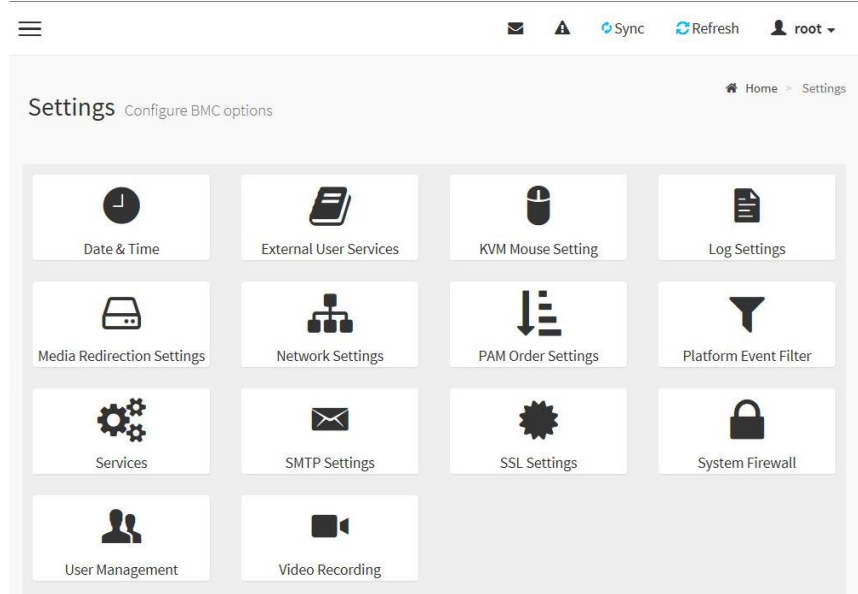 Sync Refresh root
Home > Settings
Settings Configure BMC options
Date & Time
External User Services
KVM Mouse Setting
Log Settings
Media Redirection Settings
Network Settings
PAM Order Settings
Platform Event Filter
Services
SMTP Settings
SSL Settings
System Firewall
User Management
Video Recording